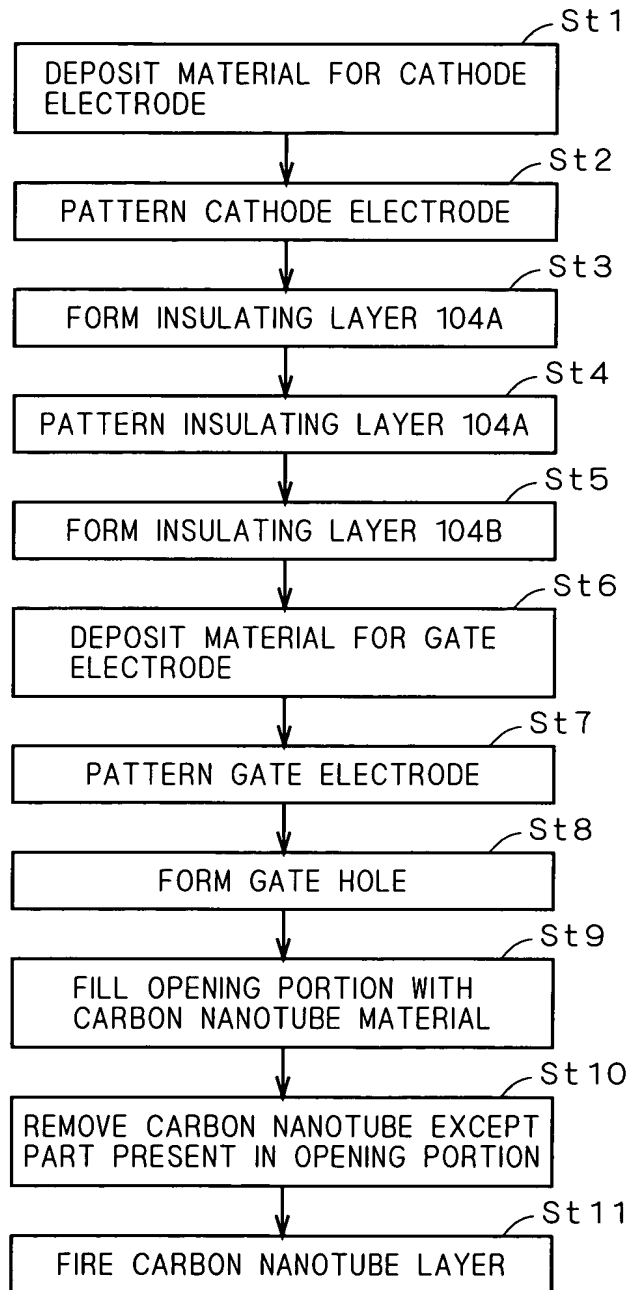 St1
DEPOSIT MATERIAL FOR CATHODE
ELECTRODE
St2
PATTERN CATHODE ELECTRODE
St3
FORM INSULATING LAYER 104A
St4
PATTERN INSULATING LAYER 104A
St5
FORM INSULATING LAYER 104B
St6
DEPOSIT MATERIAL FOR GATE
ELECTRODE
St7
PATTERN GATE ELECTRODE
St8
FORM GATE HOLE
St9
FILL OPENING PORTION WITH
CARBON NANOTUBE MATERIAL
St10
REMOVE CARBON NANOTUBE EXCEPT
PART PRESENT IN OPENING PORTION
St11
FIRE CARBON NANOTUBE LAYER